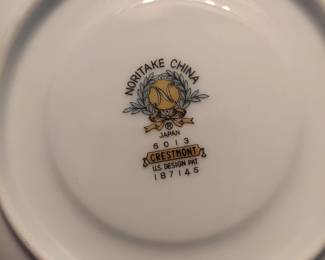 NORITAKE CHINA
N
®
JAPAN
6013
CRESTMONT
U.S. DESIGN PAT.
187145